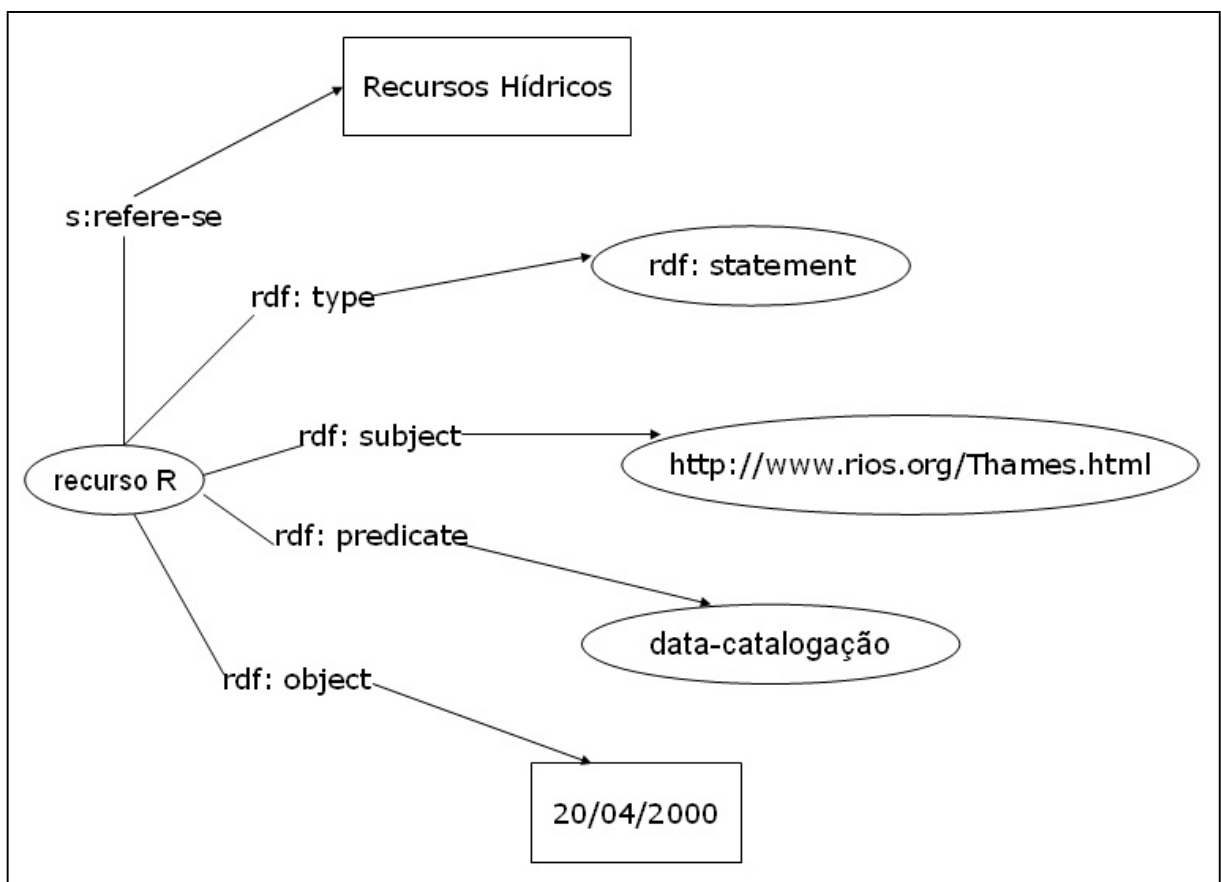 Recursos Hídricos
s:refere-se
rdf: statement
rdf: type
rdf: subject
http://www.rios.org/Thames.html
recurso R
rdf: predicate
data-catalogação
rdf: object
20/04/2000